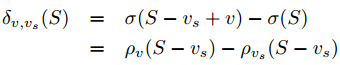 δ_{v,v_s}(S) = σ(S − v_s + v) − σ(S)
= ρ_v(S − v_s) − ρ_{v_s}(S − v_s)